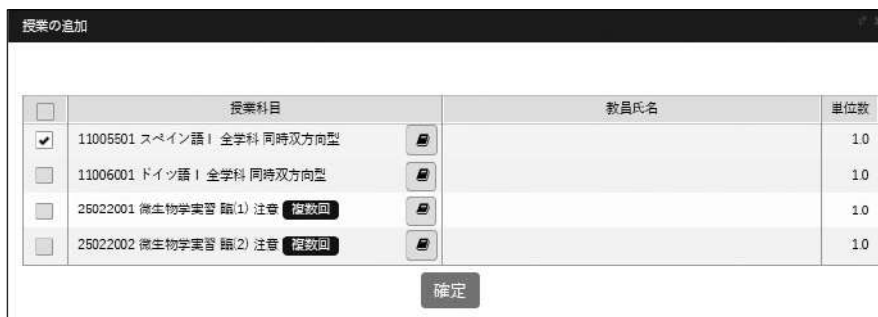 授業の追加
授業科目 教員氏名 単位数
11005501 スペイン語Ⅰ 全学科 同時双方向型 1.0
11006001 ドイツ語Ⅰ 全学科 同時双方向型 1.0
25022001 微生物学実習 臨(1) 注意 複数回 1.0
25022002 微生物学実習 臨(2) 注意 複数回 1.0
確定